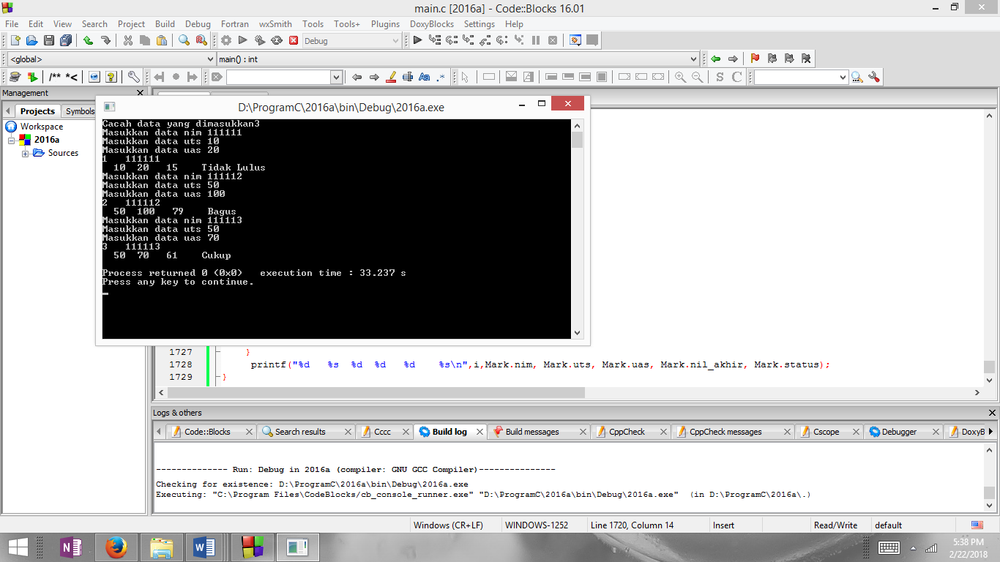 main.c [2016a] - Code::Blocks 16.01
File Edit View Search Project Build Debug Fortran wxSmith Tools Tools+ Plugins DoxyBlocks Settings Help
Debug
<global> main() : int
/** *<
Aa .*
S C
Management
Projects Symbols
Workspace
2016a
Sources
D:\ProgramC\2016a\bin\Debug\2016a.exe
Cacah data yang dimasukkan3
Masukkan data nim 111111
Masukkan data uts 10
Masukkan data uas 20
1   111111
  10  20   15    Tidak Lulus
Masukkan data nim 111112
Masukkan data uts 50
Masukkan data uas 100
2   111112
  50  100   79    Bagus
Masukkan data nim 111113
Masukkan data uts 50
Masukkan data uas 70
3   111113
  50  70   61    Cukup
Process returned 0 (0x0)   execution time : 33.237 s
Press any key to continue.
1727 }
1728 printf("%d   %s  %d  %d   %d    %s\n",i,Mark.nim, Mark.uts, Mark.uas, Mark.nil_akhir, Mark.status);
1729 }
Logs & others
Code::Blocks Search results Cccc Build log Build messages CppCheck CppCheck messages Cscope Debugger DoxyB
-------------- Run: Debug in 2016a (compiler: GNU GCC Compiler)---------------
Checking for existence: D:\ProgramC\2016a\bin\Debug\2016a.exe
Executing: "C:\Program Files\CodeBlocks/cb_console_runner.exe" "D:\ProgramC\2016a\bin\Debug\2016a.exe"  (in D:\ProgramC\2016a\.)
Windows (CR+LF) WINDOWS-1252 Line 1720, Column 14 Insert Read/Write default
5:38 PM
2/22/2018